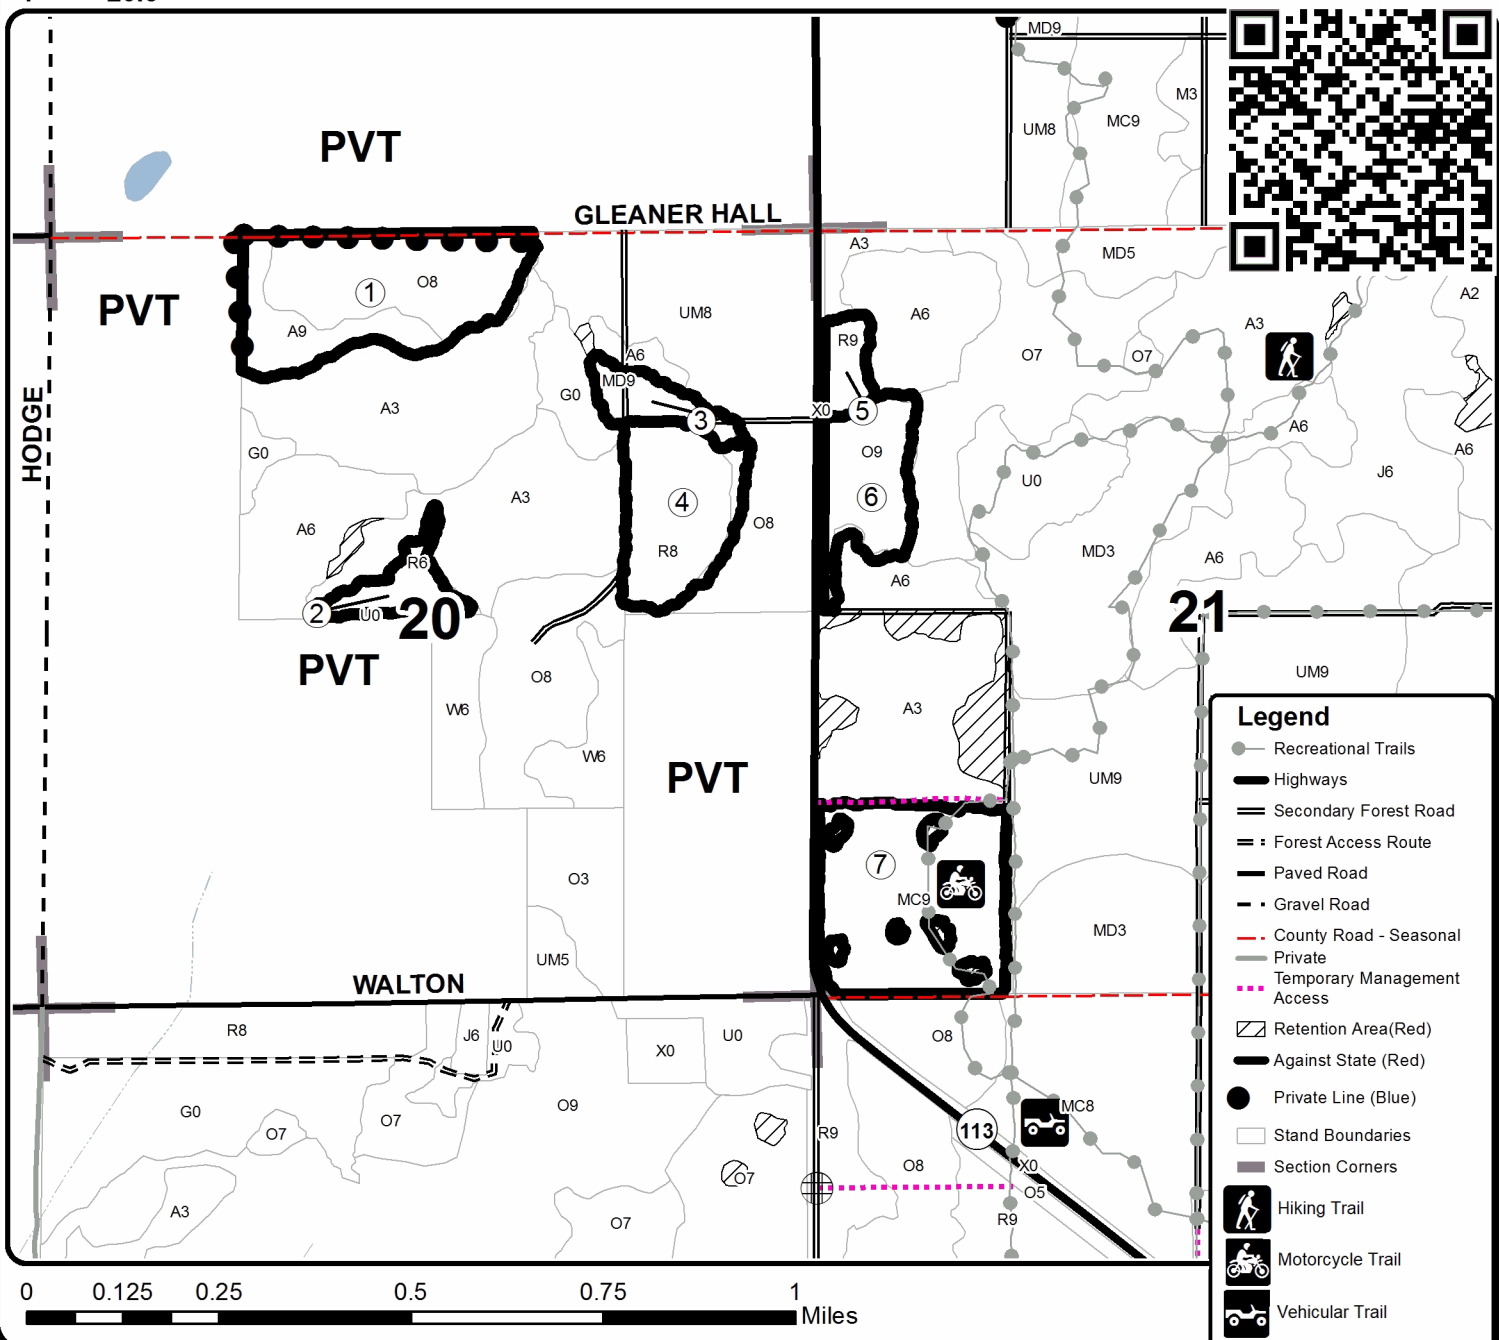 MD9
M3
MC9
UM8
PVT
GLEANER HALL
A3
MD5
O8
1
PVT
A9
UM8
A6
A2
A3
R9
O7
O7
A6
MD9
HODGE
G0
A3
3
X0
5
A6
G0
O9
A6
J6
U0
6
A3
4
A6
O8
R8
MD3
A6
R6
A6
2
U0
20
21
PVT
O8
UM9
W6
A3
Legend
Recreational Trails
W6
PVT
UM9
Highways
Secondary Forest Road
Forest Access Route
7
Paved Road
O3
MC9
Gravel Road
MD3
County Road - Seasonal
UM5
Private
Temporary Management
Access
WALTON
R8
J6
U0
X0
U0
O8
Retention Area(Red)
Against State (Red)
Private Line (Blue)
G0
O7
O7
O9
MC8
R9
113
Stand Boundaries
O7
O8
X0
Section Corners
O5
A3
O7
R9
Hiking Trail
Motorcycle Trail
0
0.125
0.25
0.5
0.75
1
Miles
Vehicular Trail